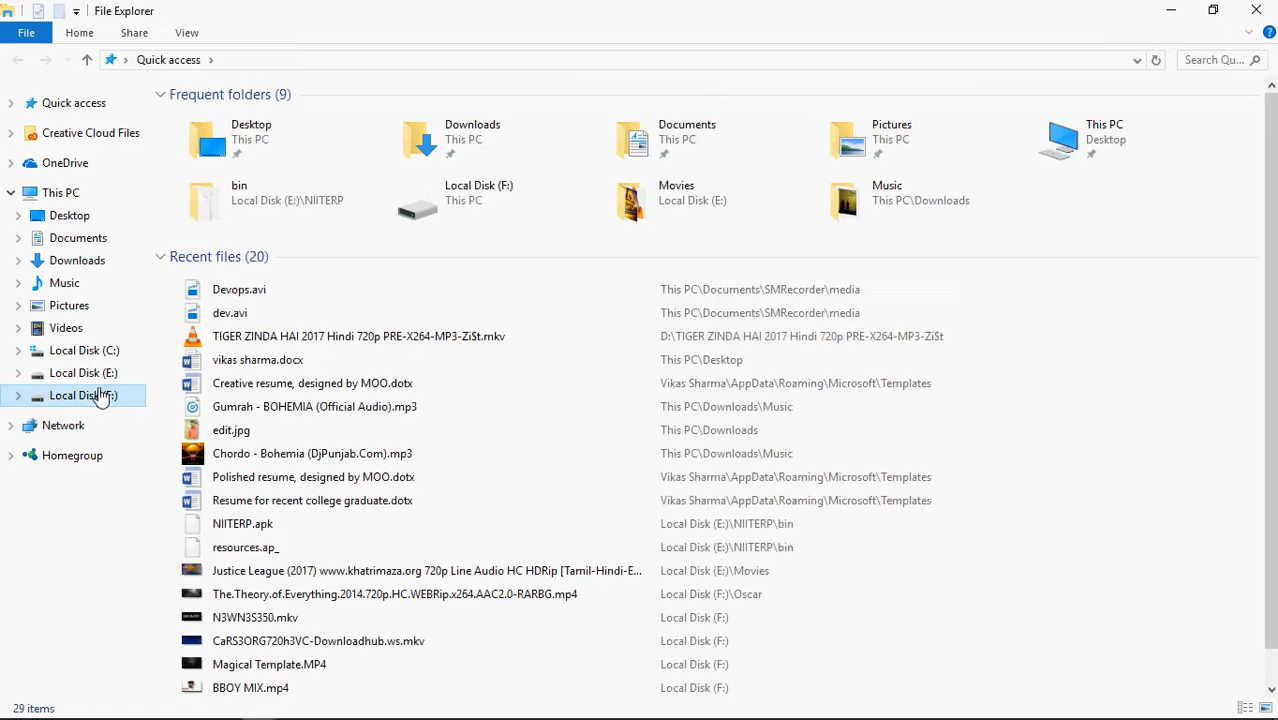 File Explorer
File Home Share View
Quick access Search Qu...
Quick access
Creative Cloud Files
OneDrive
This PC
Desktop
Documents
Downloads
Music
Pictures
Videos
Local Disk (C:)
Local Disk (E:)
Local Disk
Network
Homegroup
Frequent folders (9)
Desktop
This PC
Downloads
This PC
Documents
This PC
Pictures
This PC
This PC
Desktop
bin
Local Disk (E:)\NIITERP
Local Disk (F:)
This PC
Movies
Local Disk (E:)
Music
This PC\Downloads
Recent files (20)
Devops.avi This PC\Documents\SMRecorder\media
dev.avi This PC\Documents\SMRecorder\media
TIGER ZINDA HAI 2017 Hindi 720p PRE-X264-MP3-Zi$t.mkv D:\TIGER ZINDA HAI 2017 Hindi 720p PRE-X264-MP3-Zi$t
vikas sharma.docx This PC\Desktop
Creative resume, designed by MOO.dotx Vikas Sharma\AppData\Roaming\Microsoft\Templates
Gumrah - BOHEMIA (Official Audio).mp3 This PC\Downloads\Music
edit.jpg This PC\Downloads
Chordo - Bohemia (DjPunjab.Com).mp3 This PC\Downloads\Music
Polished resume, designed by MOO.dotx Vikas Sharma\AppData\Roaming\Microsoft\Templates
Resume for recent college graduate.dotx Vikas Sharma\AppData\Roaming\Microsoft\Templates
NIITERP.apk Local Disk (E:)\NIITERP\bin
resources.ap_ Local Disk (E:)\NIITERP\bin
Justice League (2017) www.khatrimaza.org 720p Line Audio HC HDRip [Tamil-Hindi-E... Local Disk (E:)\Movies
The.Theory.of.Everything.2014.720p.HC.WEBRip.x264.AAC2.0-RARBG.mp4 Local Disk (F:)\Oscar
N3WN3S350.mkv Local Disk (F:)
CaRS3ORG720h3VC-Downloadhub.ws.mkv Local Disk (F:)
Magical Template.MP4 Local Disk (F:)
BBOY MIX.mp4 Local Disk (F:)
29 items